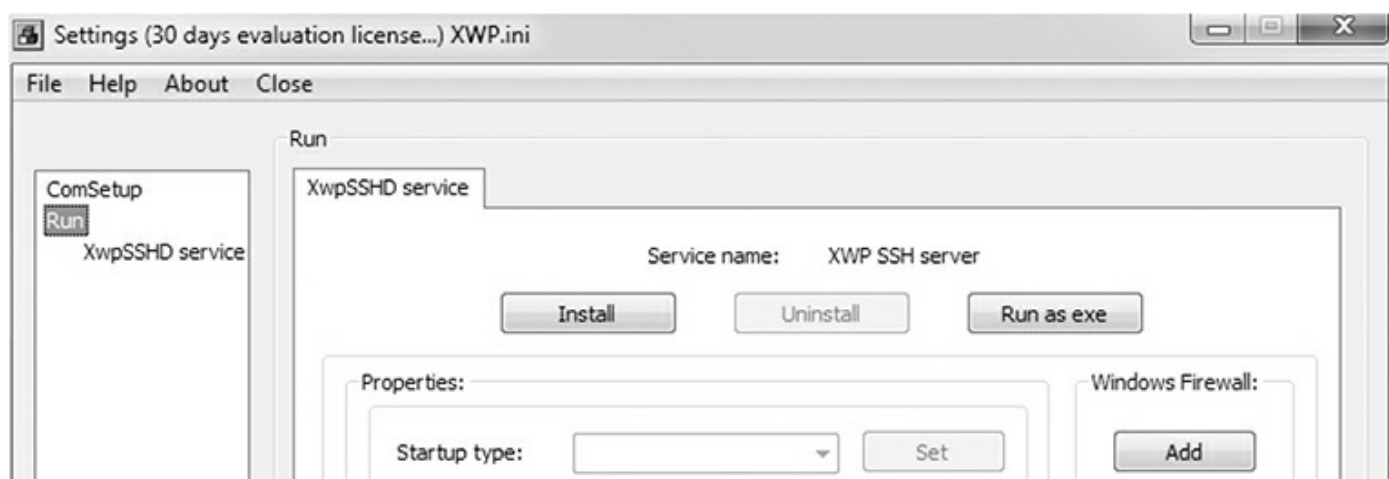 Settings (30 days evaluation license...) XWP.ini
File Help About Close
Run
ComSetup
Run
XwpSSHD service
XwpSSHD service
Service name: XWP SSH server
Install Uninstall Run as exe
Properties:
Windows Firewall:
Startup type: Set
Add